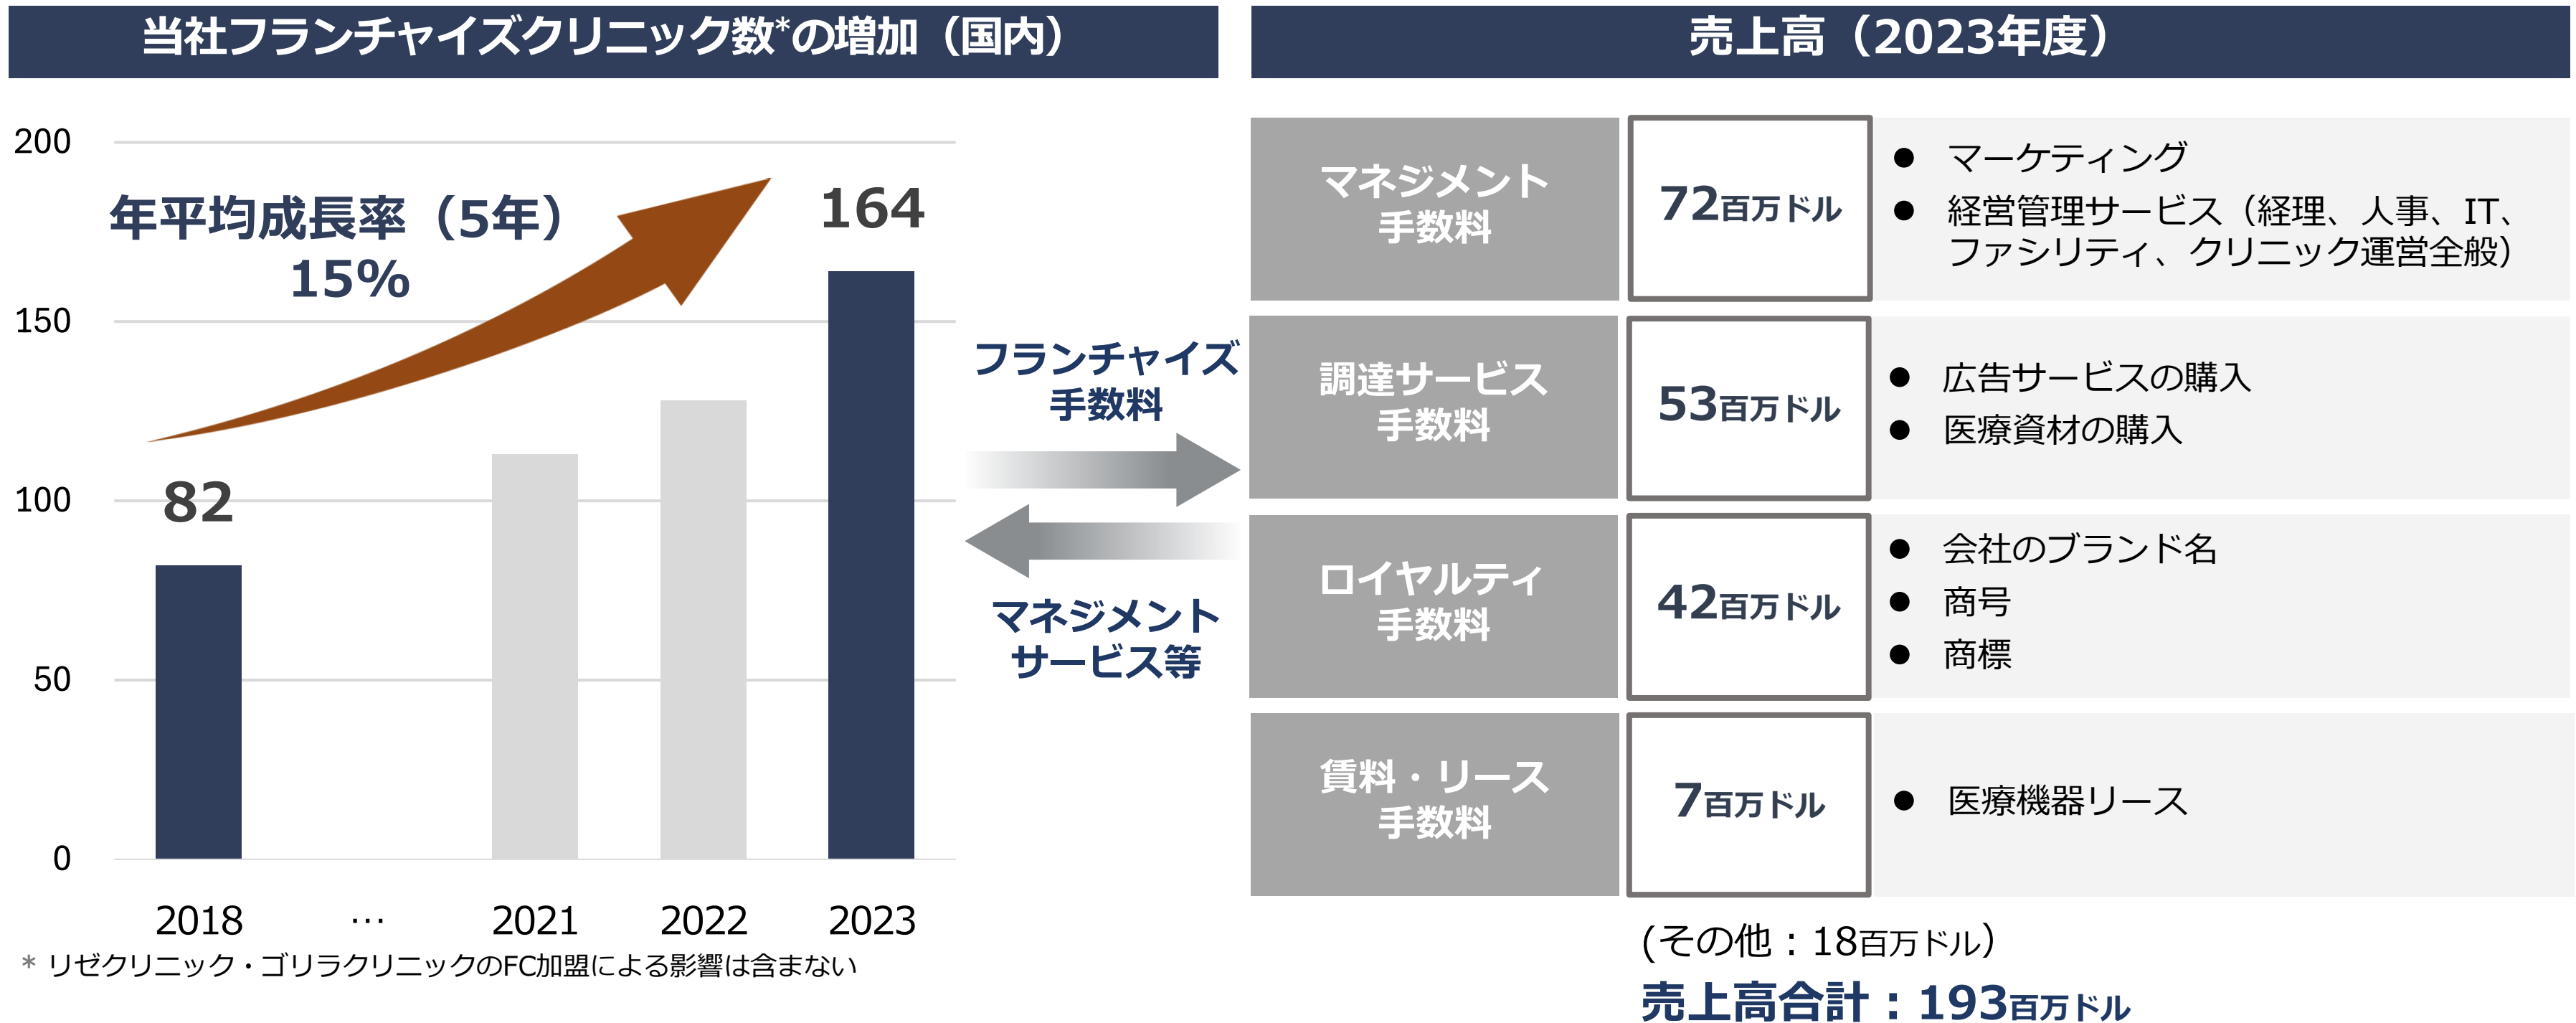 当社フランチャイズクリニック数*の増加（国内）
200
150
100
50
0
年平均成長率（5年）
15%
82
164
2018
…
2021
2022
2023
* リゼクリニック・ゴリラクリニックのFC加盟による影響は含まない
フランチャイズ
手数料
マネジメント
サービス等
売上高（2023年度）
マネジメント
手数料
72百万ドル
● マーケティング
● 経営管理サービス（経理、人事、IT、
ファシリティ、クリニック運営全般）
調達サービス
手数料
53百万ドル
● 広告サービスの購入
● 医療資材の購入
ロイヤルティ
手数料
42百万ドル
● 会社のブランド名
● 商号
● 商標
賃料・リース
手数料
7百万ドル
● 医療機器リース
(その他：18百万ドル）
売上高合計：193百万ドル